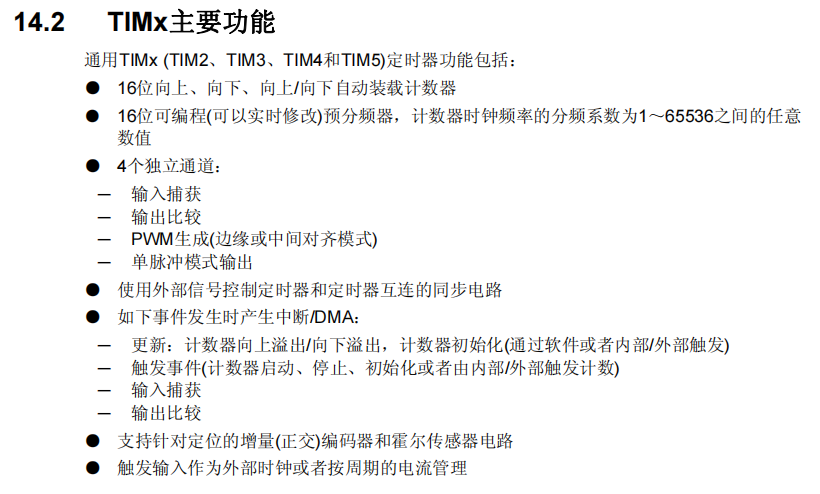 14.2 TIMx主要功能
通用TIMx (TIM2、TIM3、TIM4和TIM5)定时器功能包括：
● 16位向上、向下、向上/向下自动装载计数器
● 16位可编程(可以实时修改)预分频器，计数器时钟频率的分频系数为1～65536之间的任意
数值
● 4个独立通道：
— 输入捕获
— 输出比较
— PWM生成(边缘或中间对齐模式)
— 单脉冲模式输出
● 使用外部信号控制定时器和定时器互连的同步电路
● 如下事件发生时产生中断/DMA：
— 更新：计数器向上溢出/向下溢出，计数器初始化(通过软件或者内部/外部触发)
— 触发事件(计数器启动、停止、初始化或者由内部/外部触发计数)
— 输入捕获
— 输出比较
● 支持针对定位的增量(正交)编码器和霍尔传感器电路
● 触发输入作为外部时钟或者按周期的电流管理